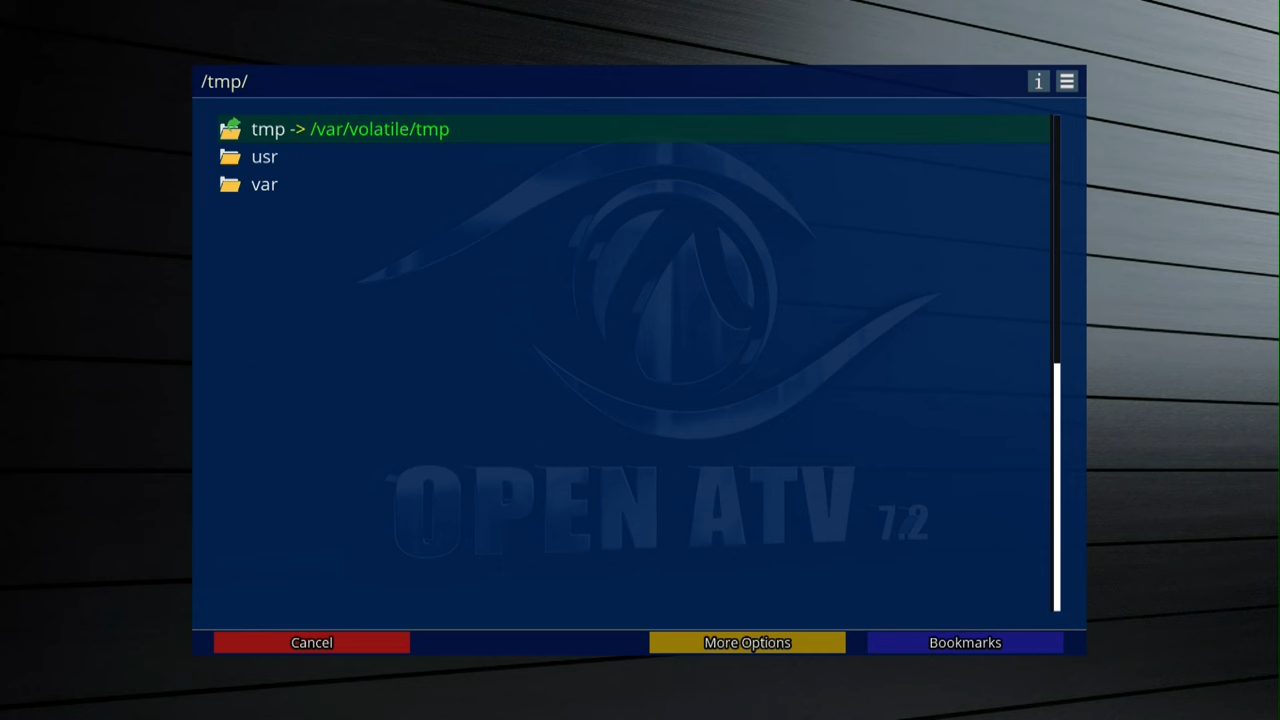 /tmp/
i
tmp -> /var/volatile/tmp
usr
var
OPEN ATV 7.2
Cancel
More Options
Bookmarks